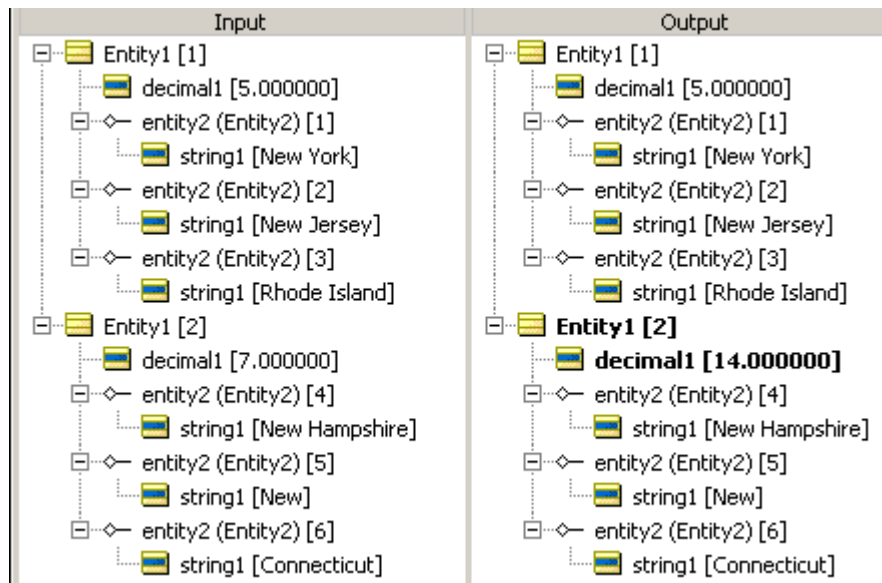 Input
Entity1 [1]
decimal1 [5.000000]
entity2 (Entity2) [1]
string1 [New York]
entity2 (Entity2) [2]
string1 [New Jersey]
entity2 (Entity2) [3]
string1 [Rhode Island]
Entity1 [2]
decimal1 [7.000000]
entity2 (Entity2) [4]
string1 [New Hampshire]
entity2 (Entity2) [5]
string1 [New]
entity2 (Entity2) [6]
string1 [Connecticut]
Output
Entity1 [1]
decimal1 [5.000000]
entity2 (Entity2) [1]
string1 [New York]
entity2 (Entity2) [2]
string1 [New Jersey]
entity2 (Entity2) [3]
string1 [Rhode Island]
Entity1 [2]
decimal1 [14.000000]
entity2 (Entity2) [4]
string1 [New Hampshire]
entity2 (Entity2) [5]
string1 [New]
entity2 (Entity2) [6]
string1 [Connecticut]